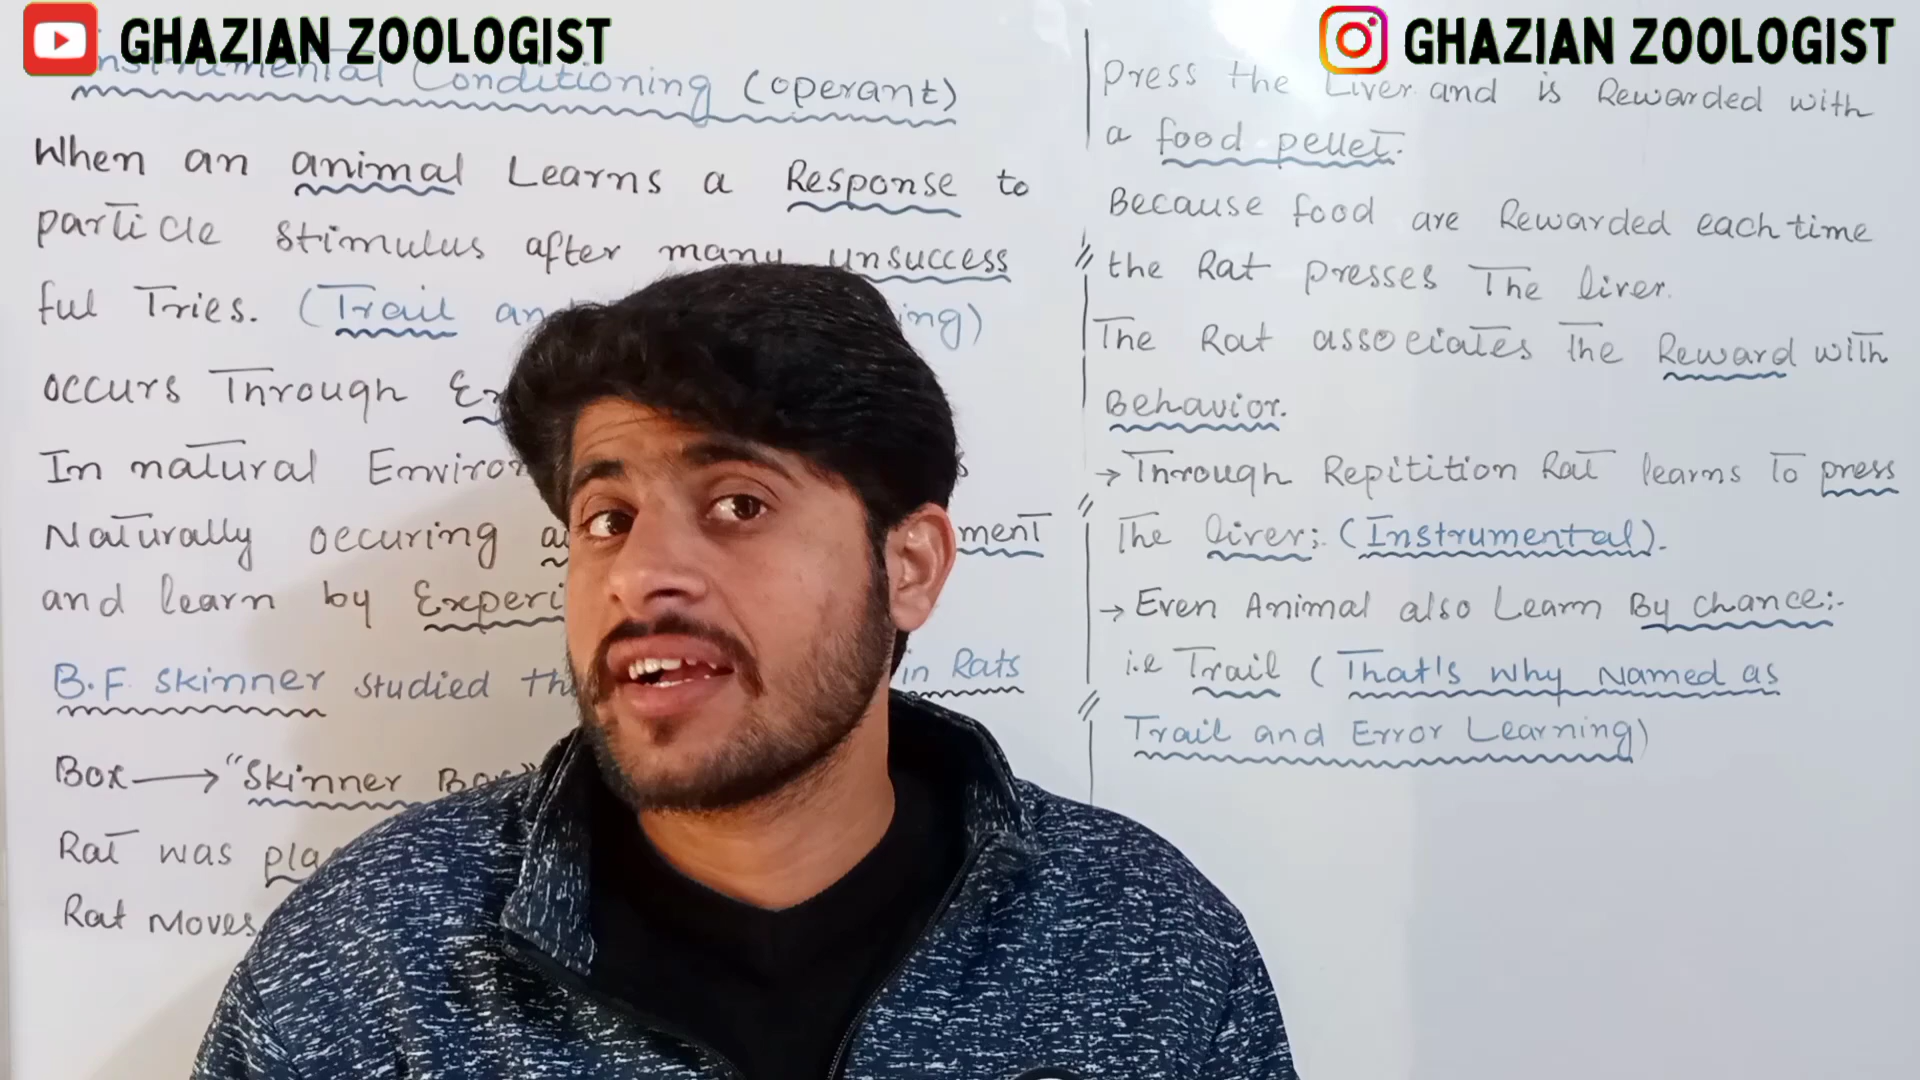 GHAZIAN ZOOLOGIST
GHAZIAN ZOOLOGIST
Instrumental Conditioning (operant)
When an animal Learns a Response to
particle stimulus after many unsuccess
ful Tries. (Trail an ing)
occurs Through
In natural
Naturally occuring ment
and learn by
B.F. Skinner studied in Rats
Box → "Skinner Box"
Rat was
Rat Moves
Press the Liver and is Rewarded with
a food pellet.
Because food are Rewarded each time
the Rat presses The liver.
The Rat associates The Reward with
Behavior.
→ Through Repitition Rat learns To press
The liver;. (Instrumental).
→ Even Animal also Learn By chance:-
i.e Trail (That's why Named as
Trail and Error Learning)